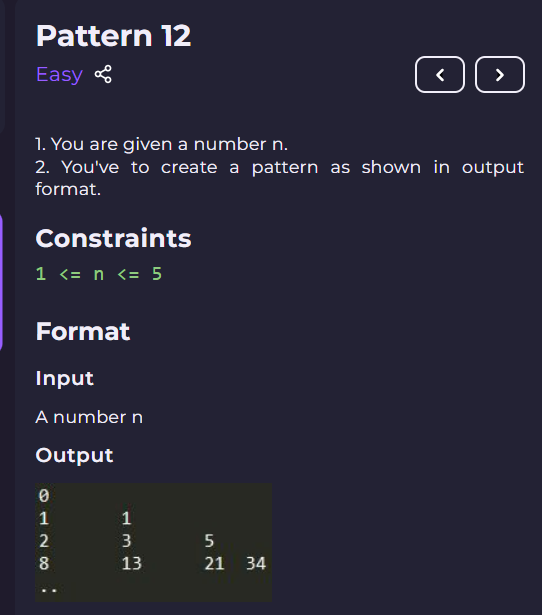 Pattern 12
Easy
1. You are given a number n.
2. You've to create a pattern as shown in output
format.
Constraints
1 <= n <= 5
Format
Input
A number n
Output
0
1 1
2 3 5
8 13 21 34
..